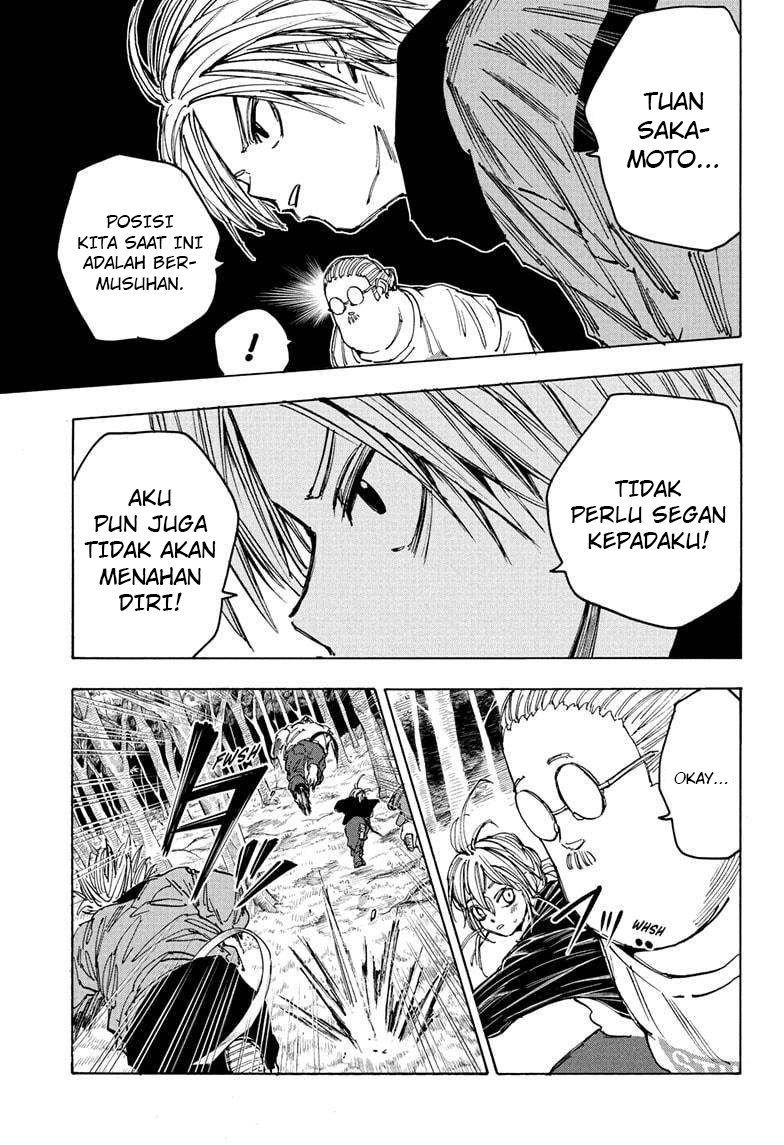 TUAN
SAKA-
MOTO...
POSISI
KITA SAAT INI
ADALAH BER-
MUSUHAN.
!
TIDAK
PERLU SEGAN
KEPADAKU!
AKU
PUN JUGA
TIDAK AKAN
MENAHAN
DIRI!
OKAY...
WHSH
FWSH